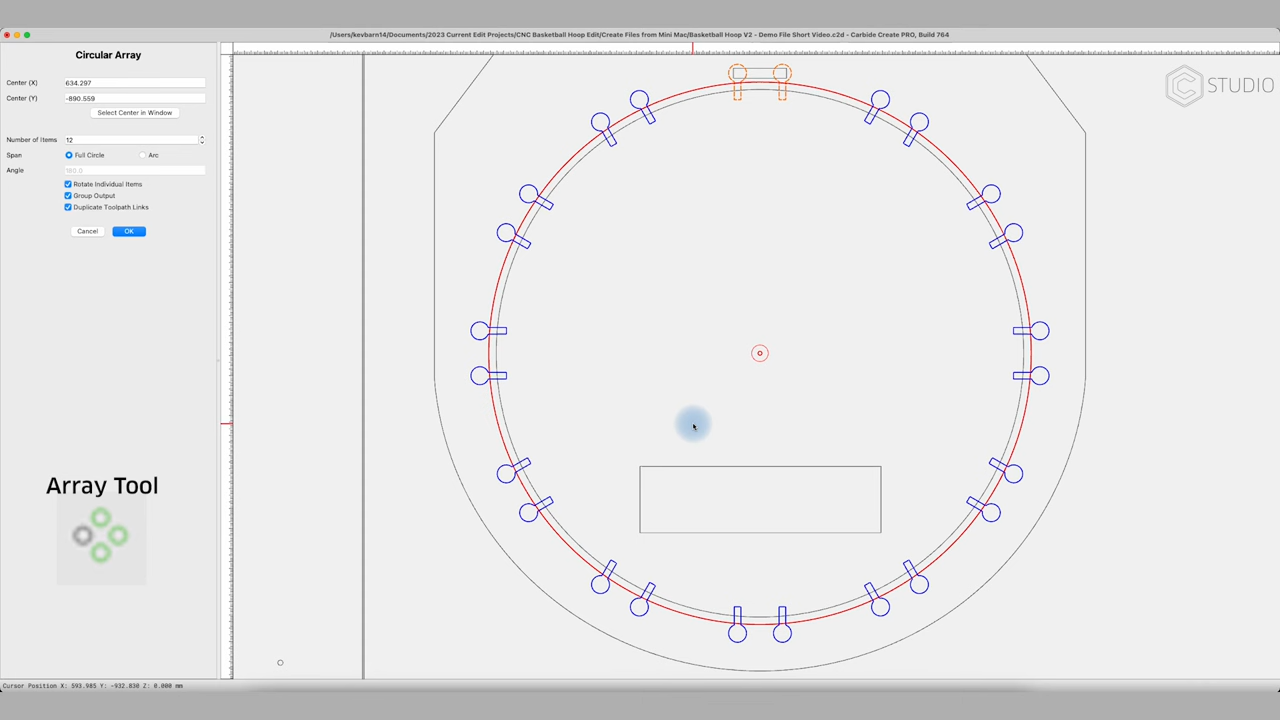 /Users/kevbarn14/Documents/2023 Current Edit Projects/CNC Basketball Hoop Edit/Create Files from Mini Mac/Basketball Hoop V2 - Demo File Short Video.c2d - Carbide Create PRO, Build 764
Circular Array
STUDIO
Center (X) 634.297
Center (Y) -890.559
Select Center in Window
Number of Items 12
Span Full Circle Arc
Angle
Rotate Individual Items
Group Output
Duplicate Toolpath Links
Cancel OK
Array Tool
Cursor Position X: 593.985 Y: -932.830 Z: 0.000 mm